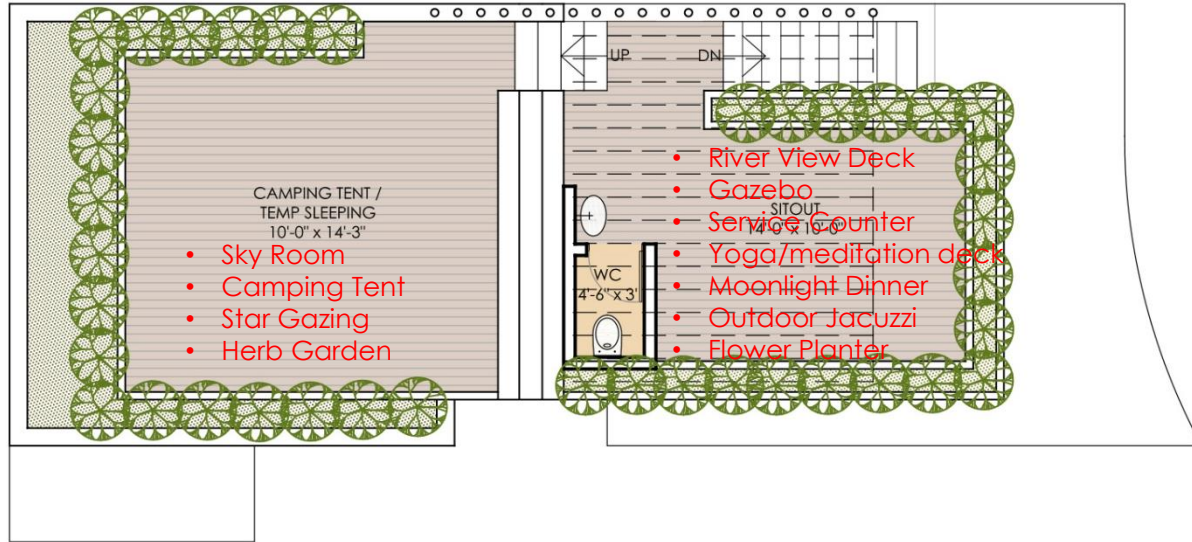 UP
DN
CAMPING TENT /
TEMP SLEEPING
10'-0" x 14'-3"
• Sky Room
• Camping Tent
• Star Gazing
• Herb Garden
• River View Deck
• Gazebo
SITOUT
• Service Counter
14'-0" x 10'-0"
• Yoga/meditation deck
• Moonlight Dinner
• Outdoor Jacuzzi
• Flower Planter
WC
4'-6" x 3'